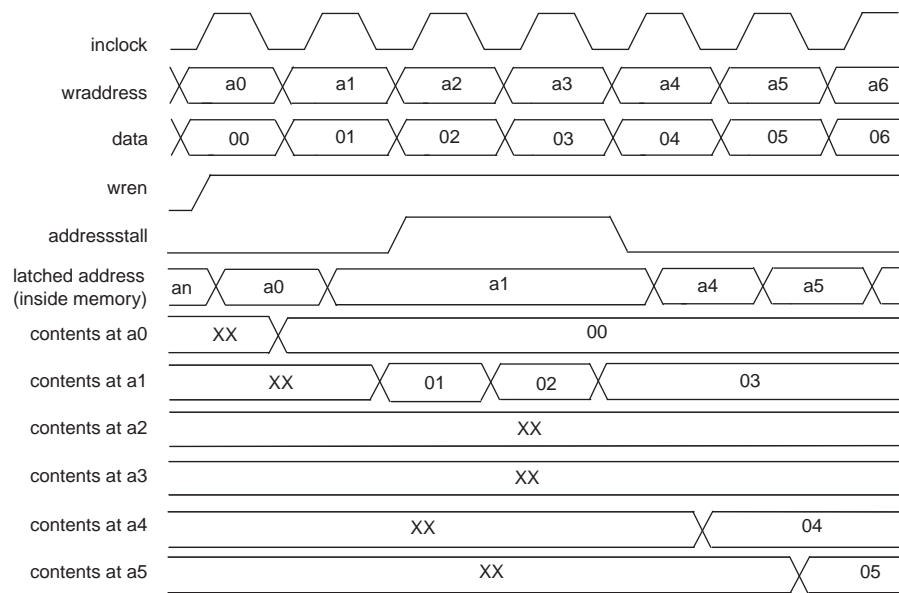 inclock
wraddress a0 a1 a2 a3 a4 a5 a6
data 00 01 02 03 04 05 06
wren
addressstall
latched address
(inside memory) an a0 a1 a4 a5
contents at a0 XX 00
contents at a1 XX 01 02 03
contents at a2 XX
contents at a3 XX
contents at a4 XX 04
contents at a5 XX 05